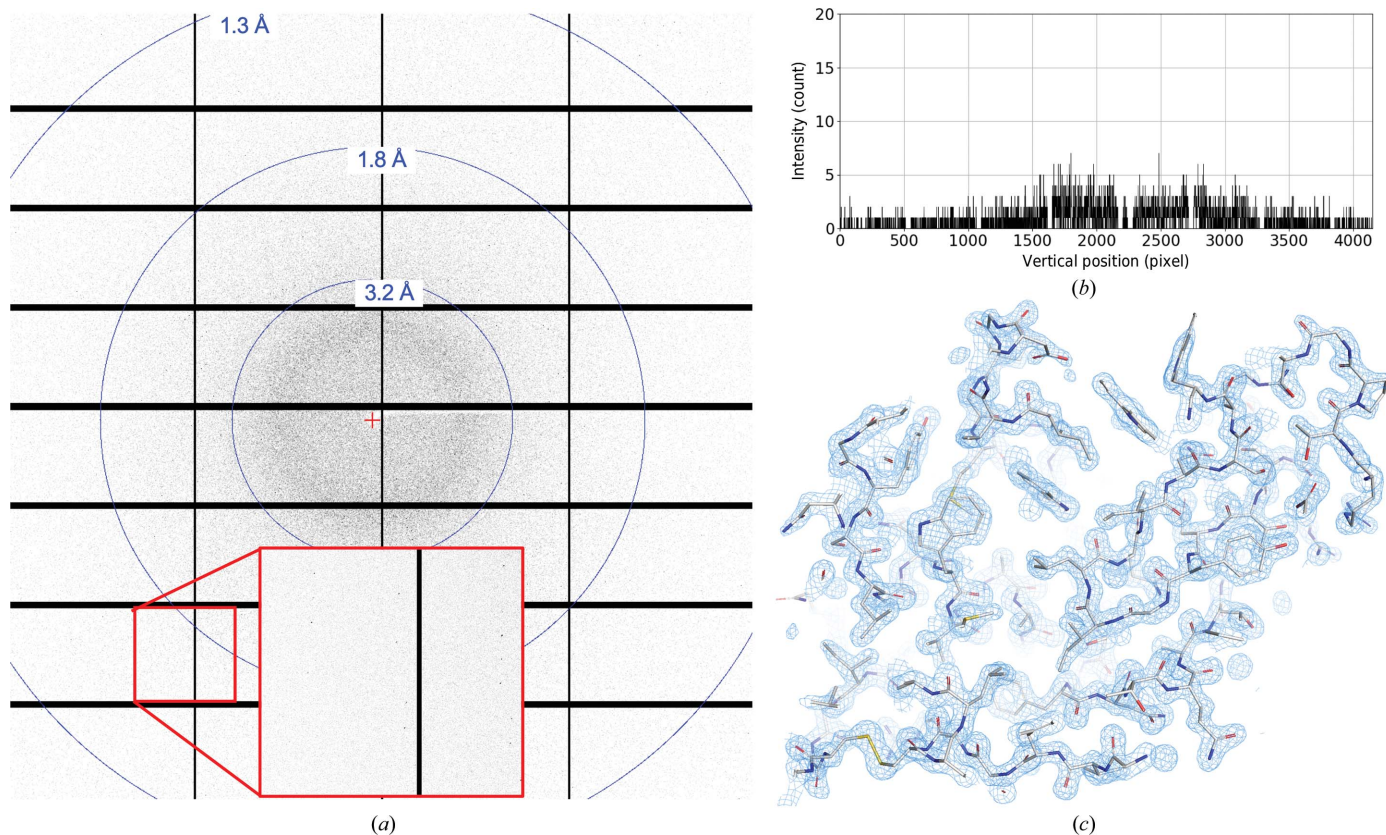 1.3 Å
1.8 Å
3.2 Å
(a)
20
15
10
5
0
Intensity (count)
0 500 1000 1500 2000 2500 3000 3500 4000
Vertical position (pixel)
(b)
(c)